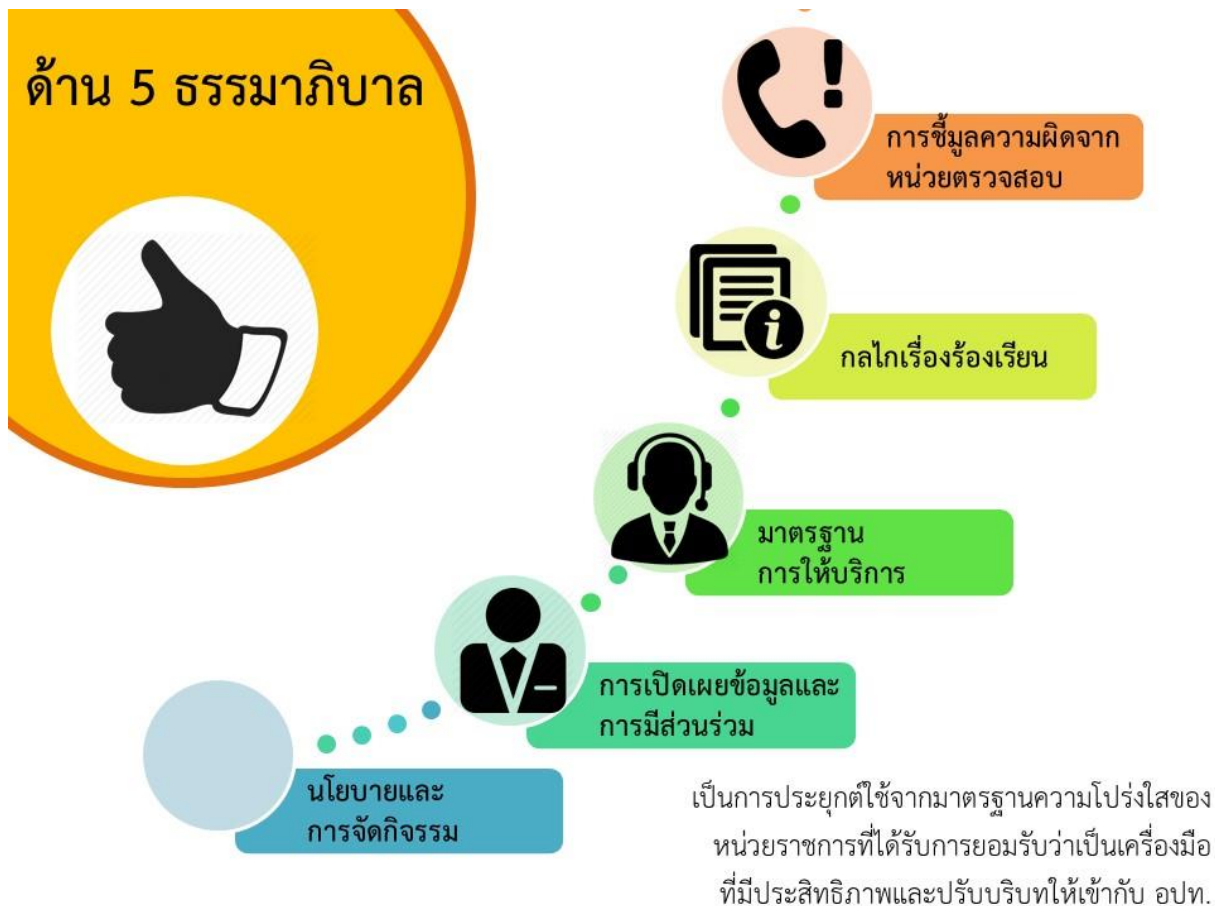 ด้าน 5 ธรรมาภิบาล
การชี้มูลความผิดจาก
หน่วยตรวจสอบ
กลไกเรื่องร้องเรียน
มาตรฐาน
การให้บริการ
การเปิดเผยข้อมูลและ
การมีส่วนร่วม
นโยบายและ
การจัดกิจรรม
เป็นการประยุกต์ใช้จากมาตรฐานความโปร่งใสของ
หน่วยราชการที่ได้รับการยอมรับว่าเป็นเครื่องมือ
ที่มีประสิทธิภาพและปรับบริบทให้เข้ากับ อปท.